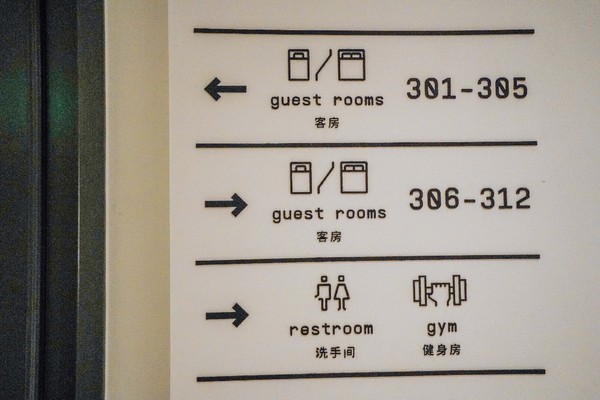 guest rooms 301-305
客房
guest rooms 306-312
客房
restroom gym
洗手间 健身房